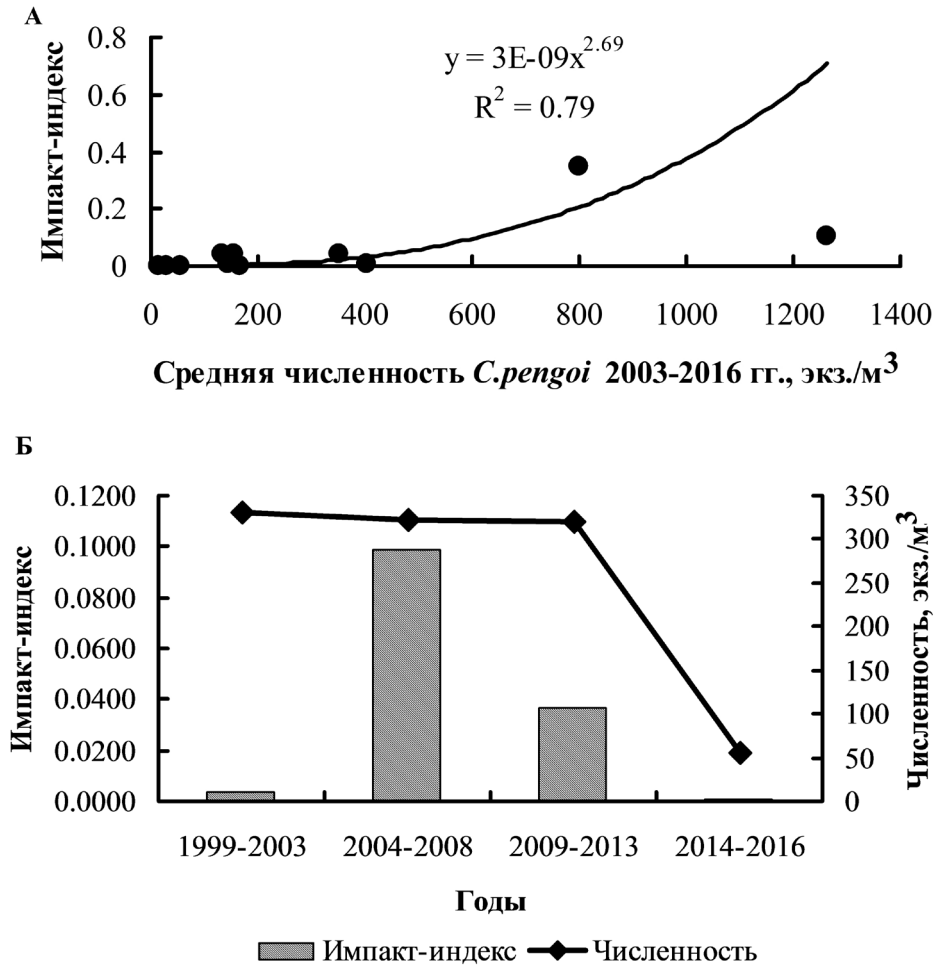 А
Импакт-индекс
0.8
0.6
0.4
0.2
0
y = 3E-09x^2.69
R^2 = 0.79
0 200 400 600 800 1000 1200 1400
Средняя численность C.pengoi 2003-2016 гг., экз./м³
Б
Импакт-индекс
0.1200
0.1000
0.0800
0.0600
0.0400
0.0200
0.0000
350
300
250
200
150
100
50
0
Численность, экз./м³
1999-2003 2004-2008 2009-2013 2014-2016
Годы
Импакт-индекс Численность